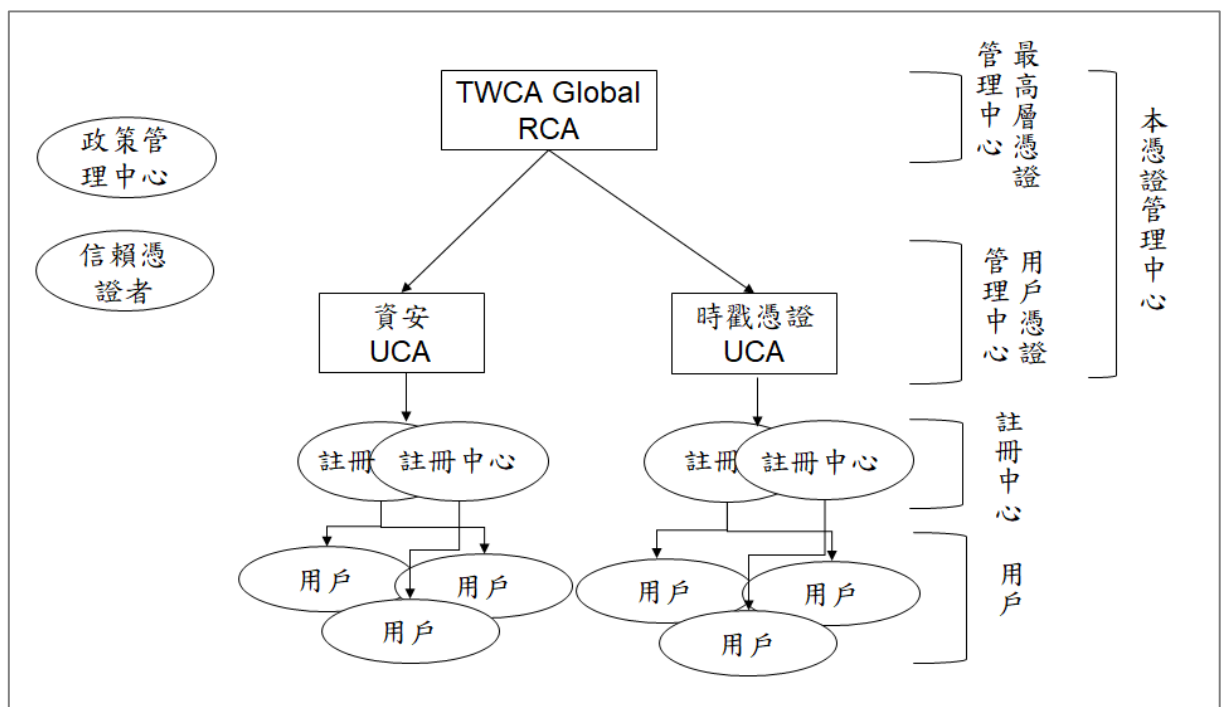 TWCA Global
RCA
政策管
理中心
信賴憑
證者
資安
UCA
時戳憑證
UCA
註冊
註冊中心
註冊
註冊中心
用戶
用戶
用戶
用戶
用戶
用戶
最高層憑證
管理中心
用戶憑證
管理中心
本憑證管理中心
註冊中心
用戶